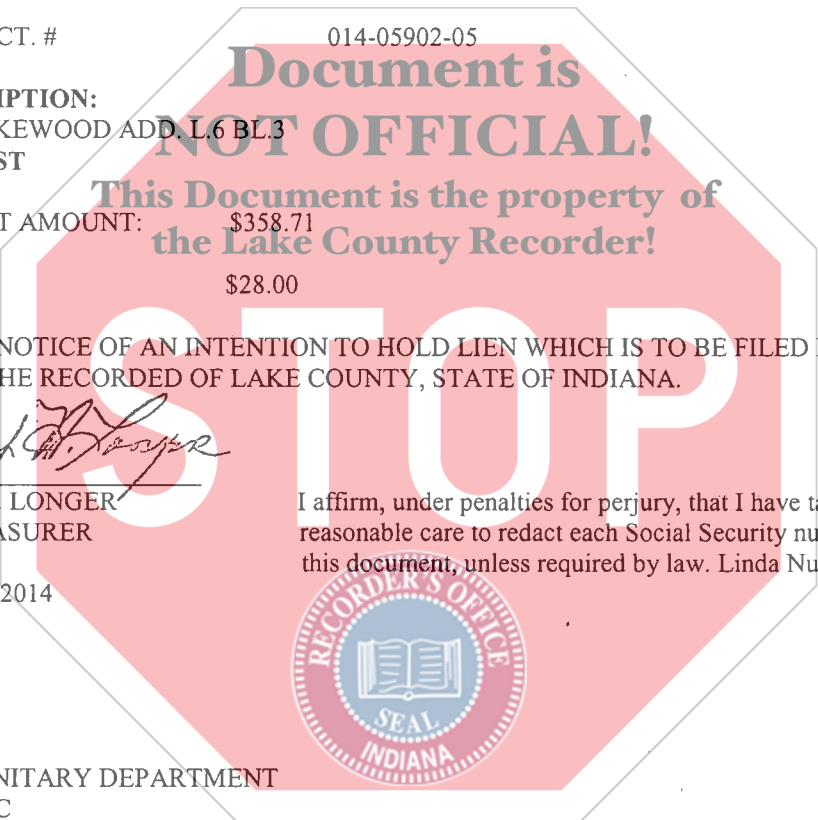 CT. # 014-05902-05
Document is
IPTION:
KEWOOD ADD. L.6 BL.3
NOT OFFICIAL!
ST
This Document is the property of
T AMOUNT: $358.71
the Lake County Recorder!
$28.00
STOP
NOTICE OF AN INTENTION TO HOLD LIEN WHICH IS TO BE FILED
HE RECORDED OF LAKE COUNTY, STATE OF INDIANA.
LONGER
ASURER
I affirm, under penalties for perjury, that I have ta
reasonable care to redact each Social Security nu
this document, unless required by law. Linda Nu
2014
RECORDER'S OFFICE
SEAL
INDIANA
NITARY DEPARTMENT
C